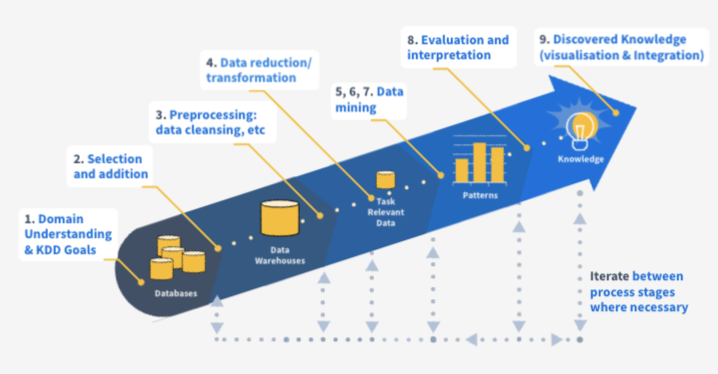 1. Domain
Understanding
& KDD Goals
2. Selection
and addition
3. Preprocessing:
data cleansing, etc
4. Data reduction/
transformation
5, 6, 7. Data
mining
8. Evaluation and
interpretation
9. Discovered Knowledge
(visualisation & Integration)
Databases
Data
Warehouses
Task
Relevant
Data
Patterns
Knowledge
Iterate between
process stages
where necessary